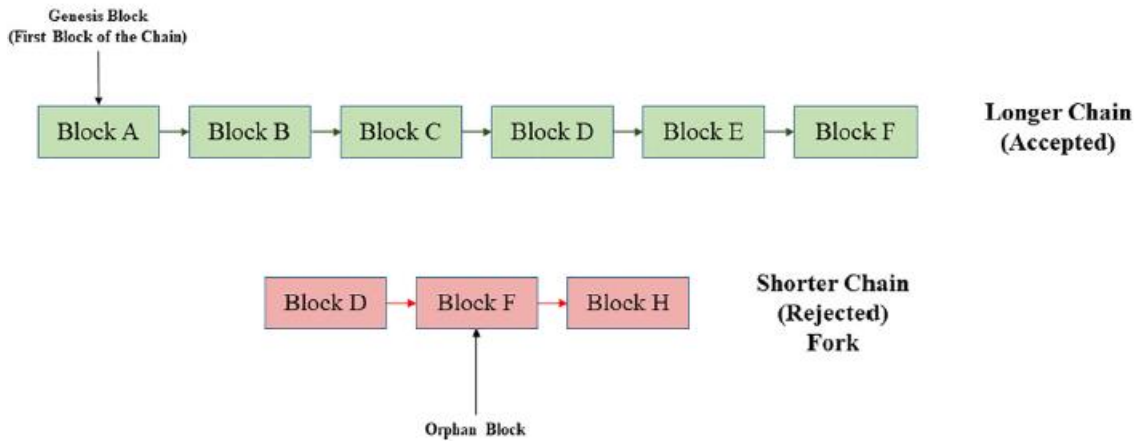 Genesis Block
(First Block of the Chain)
Block A
Block B
Block C
Block D
Block E
Block F
Longer Chain
(Accepted)
Block D
Block F
Block H
Shorter Chain
(Rejected)
Fork
Orphan Block